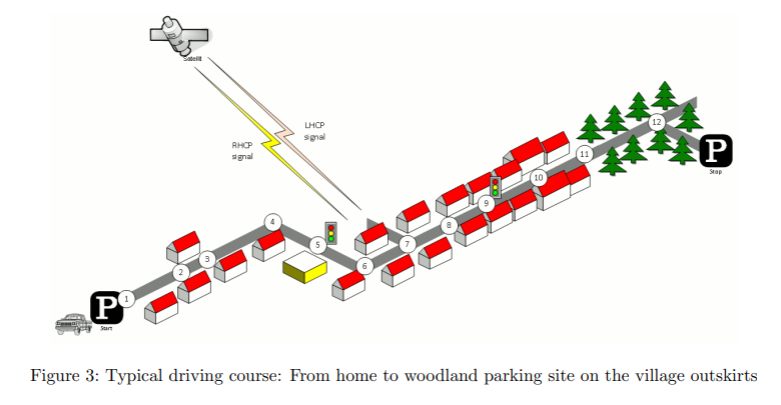 Satellit
LHCP
signal
RHCP
signal
12
P
Stop
11
10
9
8
7
4
5
6
3
2
1
P
Start
Figure 3: Typical driving course: From home to woodland parking site on the village outskirts